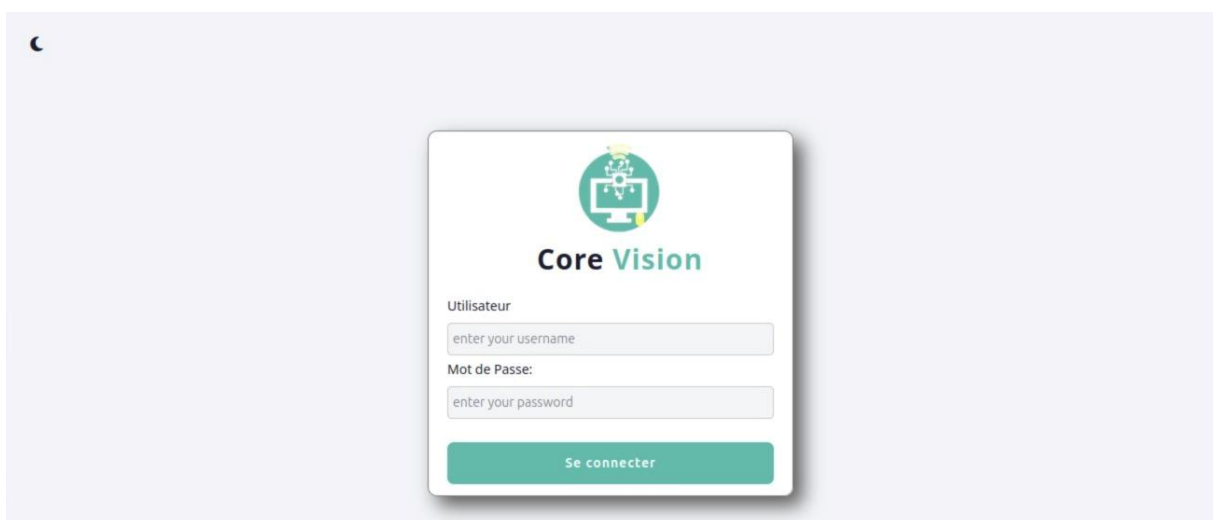 Core Vision
Utilisateur
enter your username
Mot de Passe:
enter your password
Se connecter